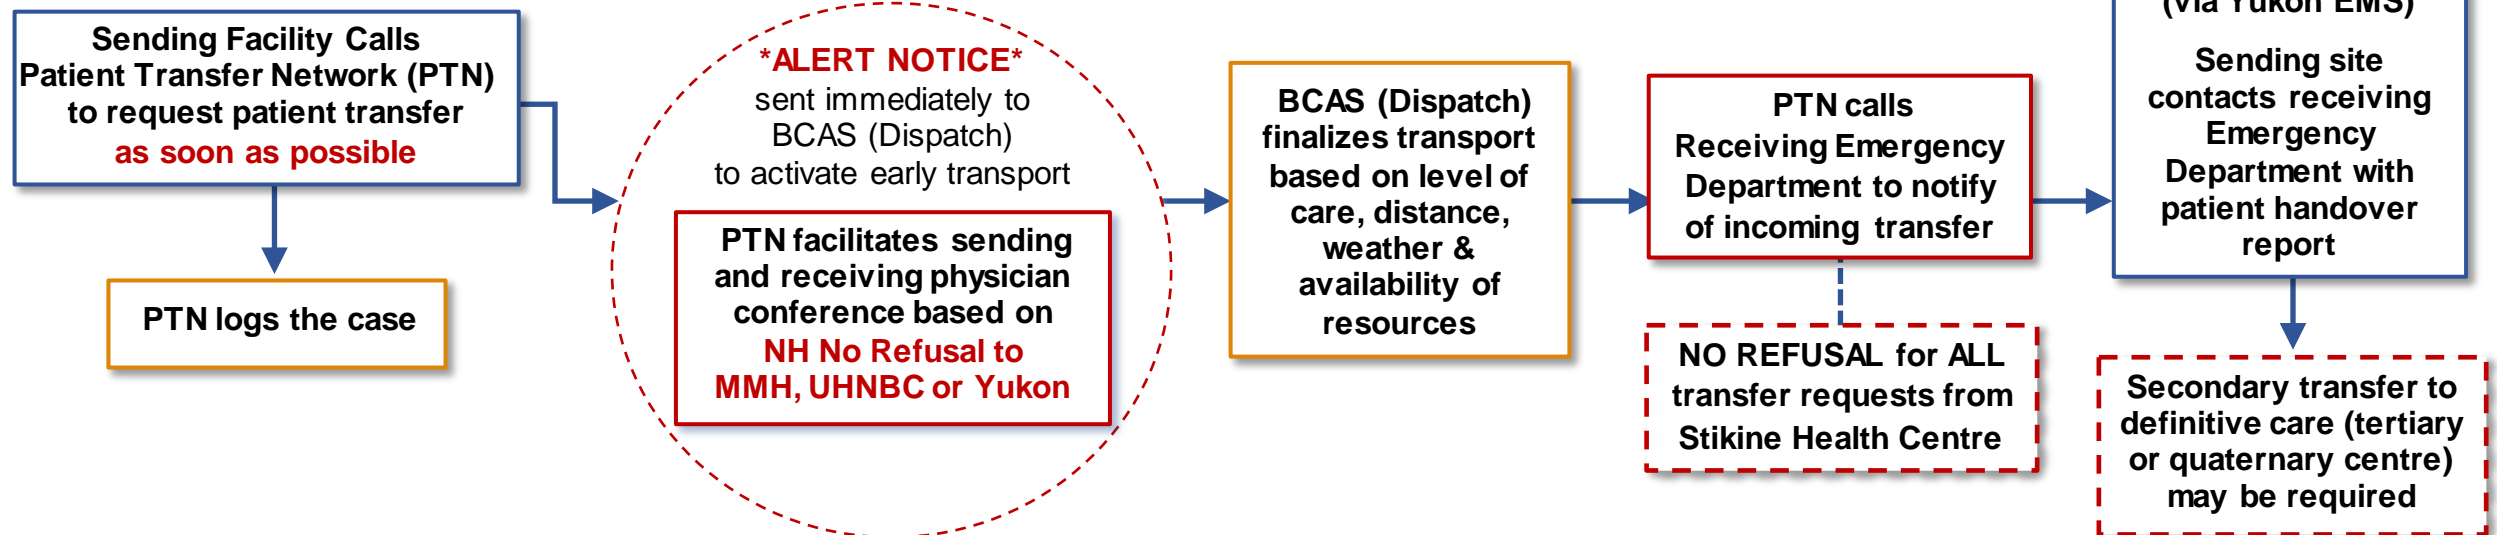 Sending Facility Calls
Patient Transfer Network (PTN)
to request patient transfer
as soon as possible
PTN logs the case
*ALERT NOTICE*
sent immediately to
BCAS (Dispatch)
to activate early transport
PTN facilitates sending
and receiving physician
conference based on
NH No Refusal to
MMH, UHNBC or Yukon
BCAS (Dispatch)
finalizes transport
based on level of
care, distance,
weather &
availability of
resources
PTN calls
Receiving Emergency
Department to notify
of incoming transfer
NO REFUSAL for ALL
transfer requests from
Stikine Health Centre
(via Yukon EMS)
Sending site
contacts receiving
Emergency
Department with
patient handover
report
Secondary transfer to
definitive care (tertiary
or quaternary centre)
may be required